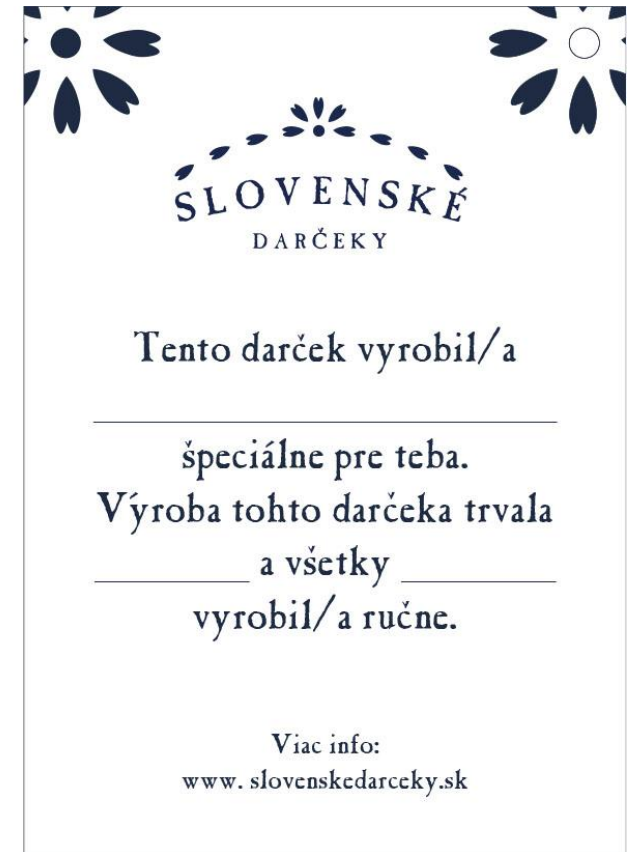 SLOVENSKÉ
DARČEKY
Tento darček vyrobil/a
špeciálne pre teba.
Výroba tohto darčeka trvala
a všetky
vyrobil/a ručne.
Viac info:
www. slovenskedarceky.sk